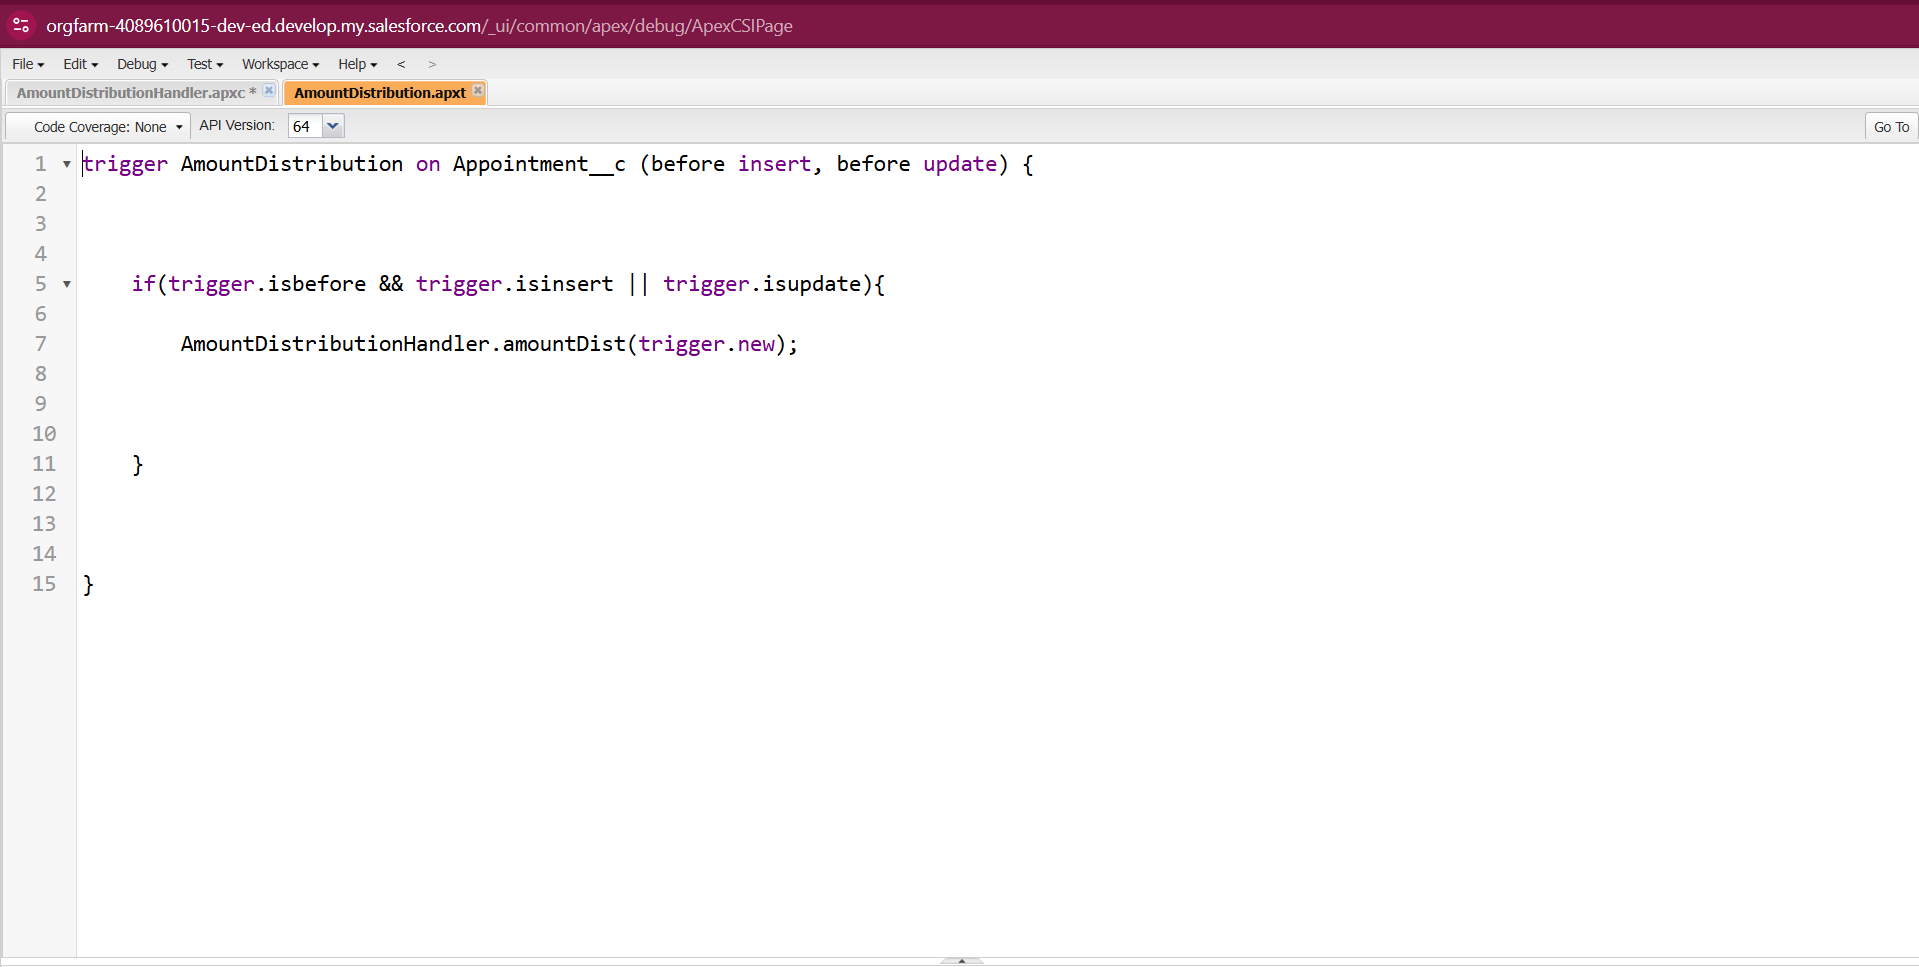 orgfarm-4089610015-dev-ed.develop.my.salesforce.com/_ui/common/apex/debug/ApexCSIPage
File Edit Debug Test Workspace Help < >
AmountDistributionHandler.apxc * AmountDistribution.apxt
Code Coverage: None API Version: 64 Go To
1 trigger AmountDistribution on Appointment__c (before insert, before update) {
2
3
4
5 if(trigger.isbefore && trigger.isinsert || trigger.isupdate){
6
7 AmountDistributionHandler.amountDist(trigger.new);
8
9
10
11 }
12
13
14
15 }